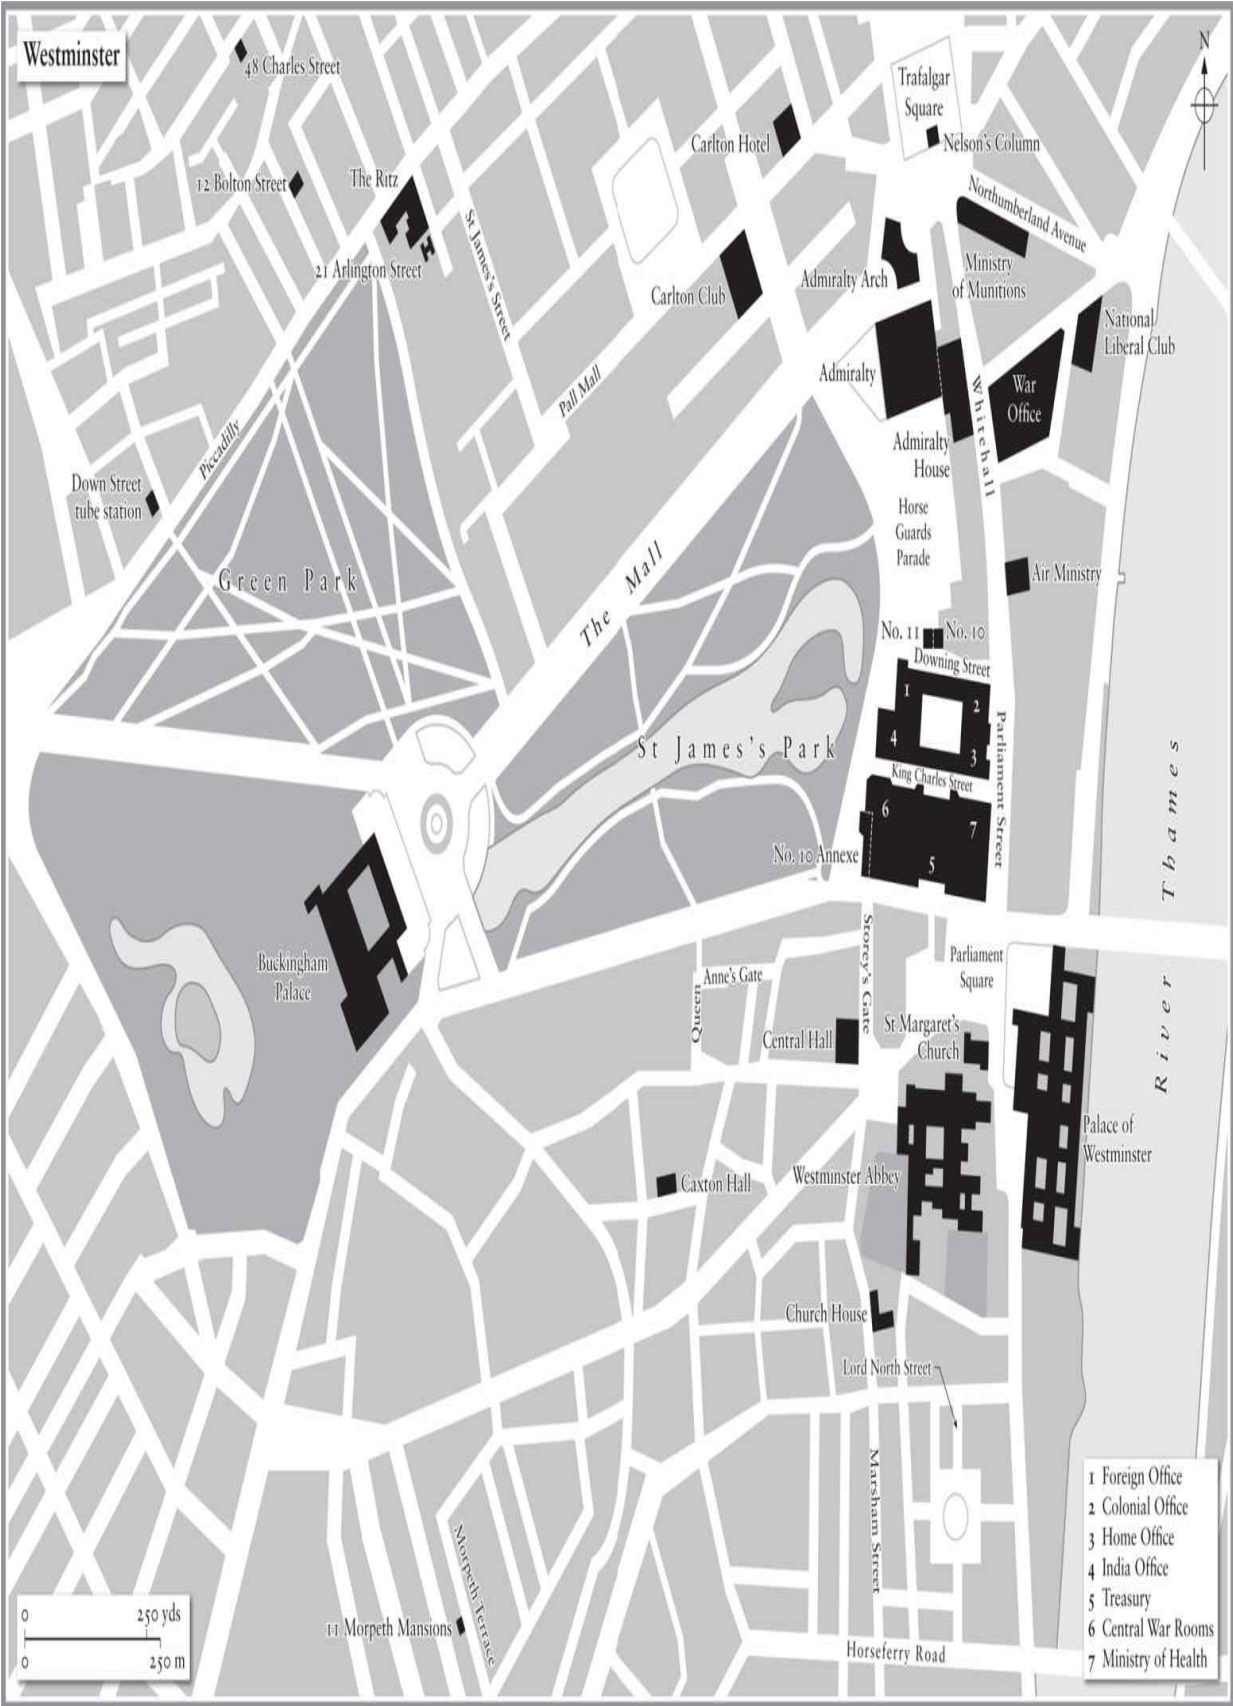 Westminster
48 Charles Street
N
Trafalgar
Square
Carlton Hotel
Nelson's Column
12 Bolton Street
The Ritz
Northumberland Avenue
St James's Street
21 Arlington Street
Admiralty Arch
Ministry
of Munitions
Carlton Club
National
Liberal Club
Admiralty
War
Office
Pall Mall
Whitehall
Piccadilly
Admiralty
House
Down Street
tube station
Horse
Guards
Parade
Green Park
The Mall
Air Ministry
No. 11
No. 10
Downing Street
1
2
4
3
St James's Park
Parliament Street
King Charles Street
6
7
5
No. 10 Annexe
River Thames
Buckingham
Palace
Storey's Gate
Parliament
Square
Queen
Anne's Gate
Central Hall
St Margaret's
Church
Palace of
Westminster
Westminster Abbey
Caxton Hall
Church House
Lord North Street
Marsham Street
Morpeth Terrace
11 Morpeth Mansions
Horseferry Road
0
250 yds
0
250 m
1 Foreign Office
2 Colonial Office
3 Home Office
4 India Office
5 Treasury
6 Central War Rooms
7 Ministry of Health